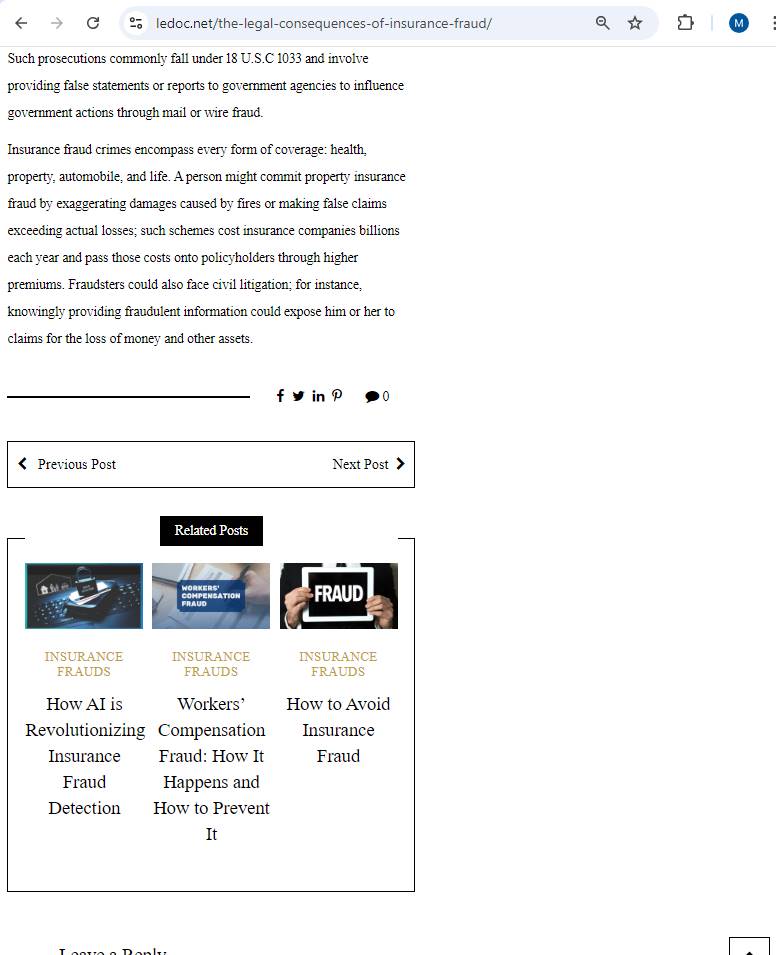 ledoc.net/the-legal-consequences-of-insurance-fraud/
M
Such prosecutions commonly fall under 18 U.S.C 1033 and involve
providing false statements or reports to government agencies to influence
government actions through mail or wire fraud.
Insurance fraud crimes encompass every form of coverage: health,
property, automobile, and life. A person might commit property insurance
fraud by exaggerating damages caused by fires or making false claims
exceeding actual losses; such schemes cost insurance companies billions
each year and pass those costs onto policyholders through higher
premiums. Fraudsters could also face civil litigation; for instance,
knowingly providing fraudulent information could expose him or her to
claims for the loss of money and other assets.
0
Previous Post
Next Post
Related Posts
WORKERS'
COMPENSATION
FRAUD
FRAUD
INSURANCE
FRAUDS
How AI is
Revolutionizing
Insurance
Fraud
Detection
INSURANCE
FRAUDS
Workers’
Compensation
Fraud: How It
Happens and
How to Prevent
It
INSURANCE
FRAUDS
How to Avoid
Insurance
Fraud
Leave a Reply